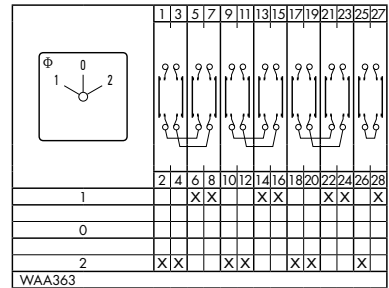 1 3 5 7 9 11 13 15 17 19 21 23 25 27
Φ 0
1 2
2 4 6 8 10 12 14 16 18 20 22 24 26 28
1 X X X X X X X
0
2 X X X X X X X
WAA363